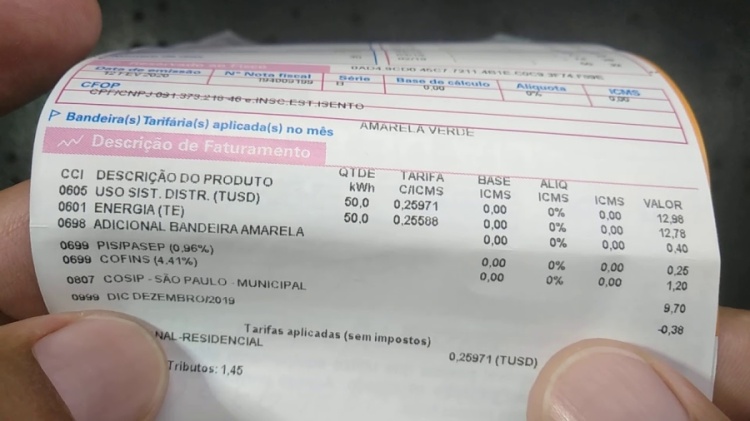 Data de emissão Nº Nota fiscal Série Base de cálculo Alíquota ICMS
12 FEV 2020 B 0,00 0% 0,00
CFOP
CPF/CNPJ e INSC.EST.ISENTO
Bandeira(s) Tarifária(s) aplicada(s) no mês AMARELA VERDE
Descrição de Faturamento
CCI DESCRIÇÃO DO PRODUTO QTDE kWh TARIFA C/ICMS BASE ICMS ALIQ ICMS ICMS VALOR
0605 USO SIST. DISTR. (TUSD) 50,0 0,25971 0,00 0% 0,00 12,98
0601 ENERGIA (TE) 50,0 0,25588 0,00 0% 0,00 12,78
0698 ADICIONAL BANDEIRA AMARELA 0,00 0% 0,00 0,40
0699 PIS/PASEP (0,96%) 0,00 0% 0,00 0,25
0699 COFINS (4,41%) 0,00 0% 0,00 1,20
0807 COSIP - SÃO PAULO - MUNICIPAL 9,70
0999 DIC DEZEMBRO/2019 -0,38
Tarifas aplicadas (sem impostos)
NAL-RESIDENCIAL 0,25971 (TUSD)
Tributos: 1,45